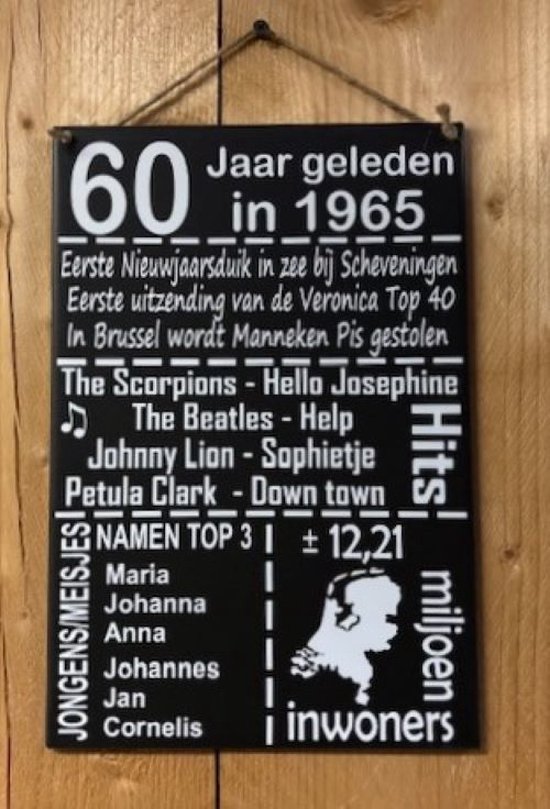 60 Jaar geleden
in 1965
Eerste Nieuwjaarsduik in zee bij Scheveningen
Eerste uitzending van de Veronica Top 40
In Brussel wordt Manneken Pis gestolen
The Scorpions - Hello Josephine
The Beatles - Help
Johnny Lion - Sophietje
Petula Clark - Down town
Hits
JONGENS/MEISJES
NAMEN TOP 3
Maria
Johanna
Anna
Johannes
Jan
Cornelis
± 12,21
miljoen
inwoners